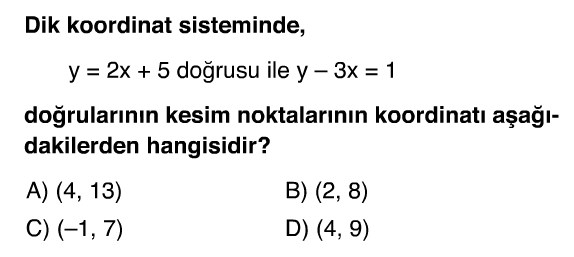 Dik koordinat sisteminde,
y = 2x + 5 doğrusu ile y – 3x = 1
doğrularının kesim noktalarının koordinatı aşağı-
dakilerden hangisidir?
A) (4, 13) B) (2, 8)
C) (–1, 7) D) (4, 9)